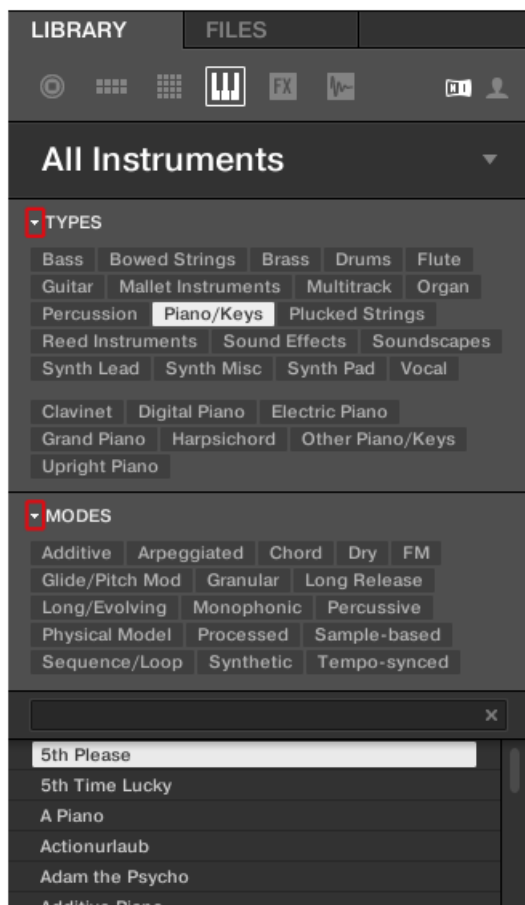 LIBRARY FILES
FX NI
All Instruments
TYPES
Bass Bowed Strings Brass Drums Flute
Guitar Mallet Instruments Multitrack Organ
Percussion Piano/Keys Plucked Strings
Reed Instruments Sound Effects Soundscapes
Synth Lead Synth Misc Synth Pad Vocal
Clavinet Digital Piano Electric Piano
Grand Piano Harpsichord Other Piano/Keys
Upright Piano
MODES
Additive Arpeggiated Chord Dry FM
Glide/Pitch Mod Granular Long Release
Long/Evolving Monophonic Percussive
Physical Model Processed Sample-based
Sequence/Loop Synthetic Tempo-synced
5th Please
5th Time Lucky
A Piano
Actionurlaub
Adam the Psycho
Additive Piano